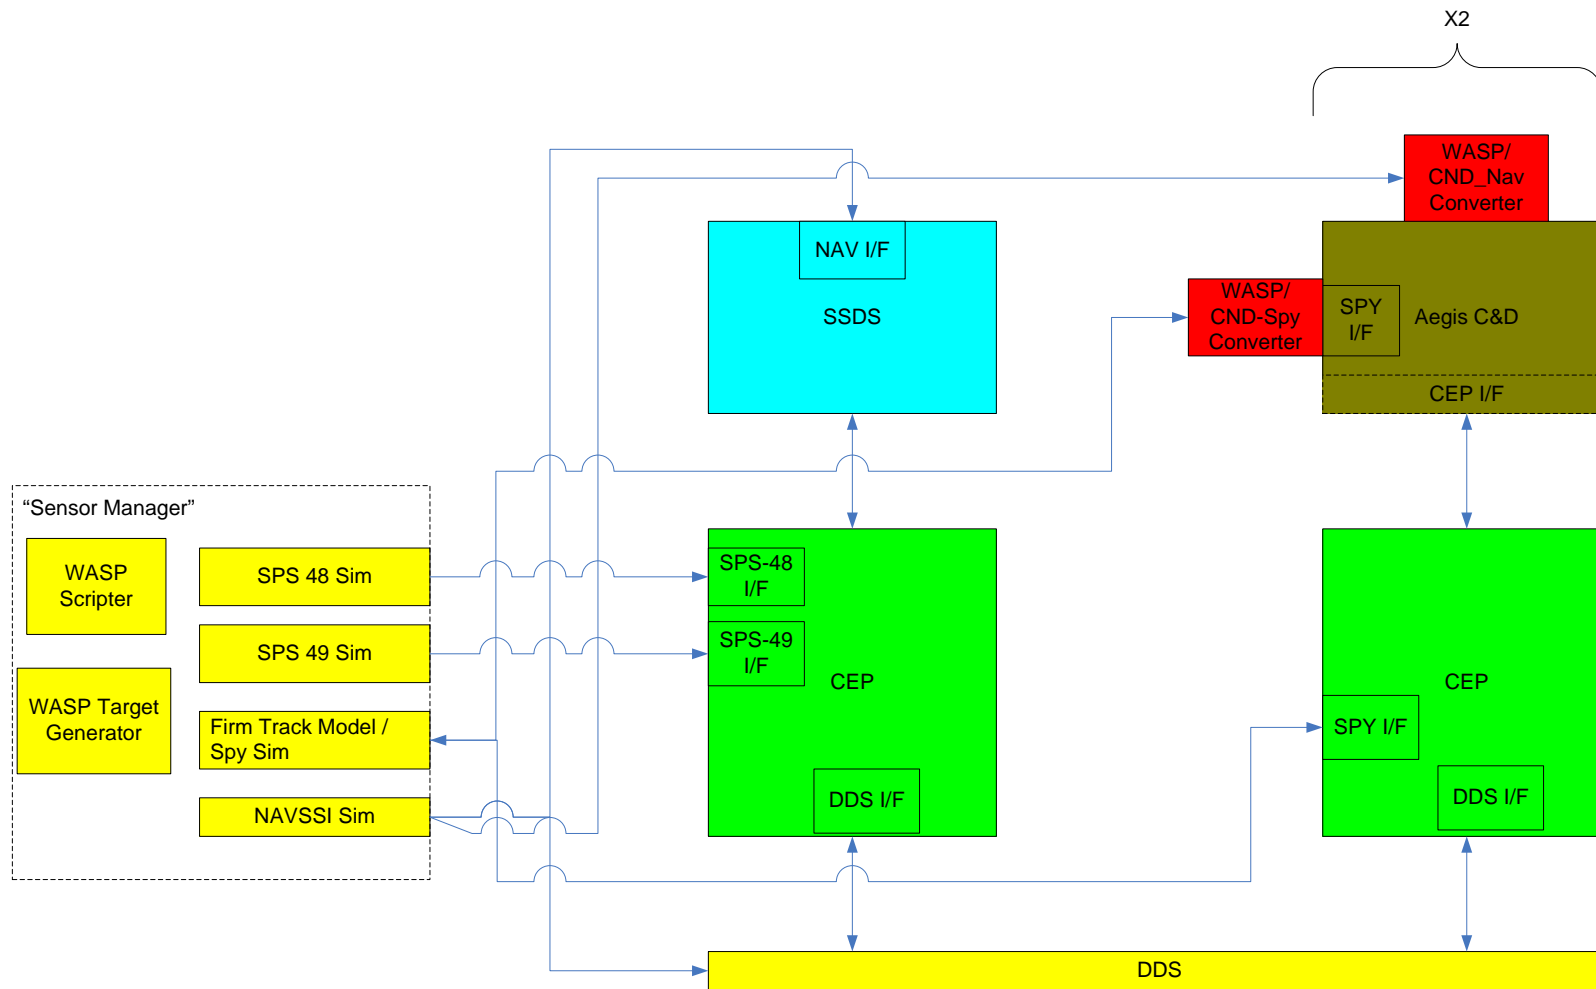 X2
WASP/
CND_Nav
Converter
NAV I/F
SSDS
WASP/
CND-Spy
Converter
SPY
I/F
Aegis C&D
CEP I/F
“Sensor Manager”
WASP
Scripter
SPS 48 Sim
SPS 49 Sim
WASP Target
Generator
Firm Track Model /
Spy Sim
NAVSSI Sim
SPS-48
I/F
SPS-49
I/F
CEP
DDS I/F
CEP
SPY I/F
DDS I/F
DDS